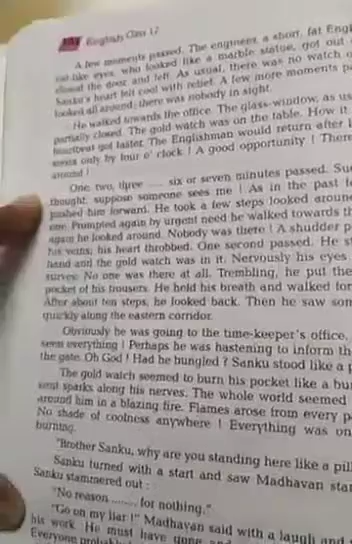 English Class 12
A few moments passed. The engineer, a short, fat Engl
cat-like eyes, who looked like a marble statue, got out
closed the door, and left. As usual, there was no watch o
Sanku's heart felt cool with relief. A few more moments p
looked all around; there was nobody in sight.
He walked towards the office. The glass-window, as us
partially closed. The gold watch was on the table. How it
heartbeat got faster. The Englishman would return after l
only by four o' clock ! A good opportunity ! There
around !
One, two, three .... six or seven minutes passed. Su
thought, suppose someone sees me ! As in the past f
pushed him forward. He took a few steps looked aroun
Prompted again by urgent need he walked towards th
again he looked around. Nobody was there ! A shudder p
his veins; his heart throbbed. One second passed. He s
hand and the gold watch was in it. Nervously his eyes
survey. No one was there at all. Trembling, he put the
pocket of his trousers. He held his breath and walked for
After about ten steps, he looked back. Then he saw som
quickly along the eastern corridor.
Obviously he was going to the time-keeper's office.
seen everything ! Perhaps he was hastening to inform th
the gate. Oh God ! Had he bungled ? Sanku stood like a p
The gold watch seemed to burn his pocket like a bur
sent sparks along his nerves. The whole world seemed
around him in a blazing fire. Flames arose from every p
No shade of coolness anywhere ! Everything was on
burning.
"Brother Sanku, why are you standing here like a pill
Sanku turned with a start and saw Madhavan star
Sanku stammered out :
"No reason ....... for nothing."
"Go on my liar !" Madhavan said with a laugh and
his work. He must have gone
Everyone